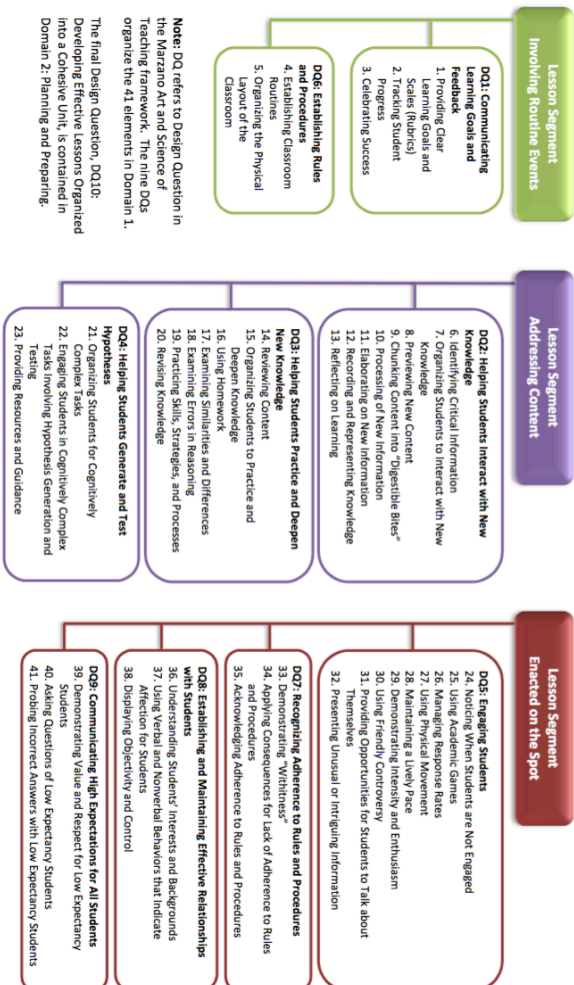 Lesson Segment
Involving Routine Events
DQ1: Communicating
Learning Goals and
Feedback
1. Providing Clear
Learning Goals and
Scales (Rubrics)
2. Tracking Student
Progress
3. Celebrating Success
DQ6: Establishing Rules
and Procedures
4. Establishing Classroom
Routines
5. Organizing the Physical
Layout of the
Classroom
Note: DQ refers to Design Question in
the Marzano Art and Science of
Teaching framework. The nine DQs
organize the 41 elements in Domain 1.
The final Design Question, DQ10:
Developing Effective Lessons Organized
into a Cohesive Unit, is contained in
Domain 2: Planning and Preparing.
Lesson Segment
Addressing Content
DQ2: Helping Students Interact with New
Knowledge
6. Identifying Critical Information
7. Organizing Students to Interact with New
Knowledge
8. Previewing New Content
9. Chunking Content into “Digestible Bites”
10. Processing of New Information
11. Elaborating on New Information
12. Recording and Representing Knowledge
13. Reflecting on Learning
DQ3: Helping Students Practice and Deepen
New Knowledge
14. Reviewing Content
15. Organizing Students to Practice and
Deepen Knowledge
16. Using Homework
17. Examining Similarities and Differences
18. Examining Errors in Reasoning
19. Practicing Skills, Strategies, and Processes
20. Revising Knowledge
DQ4: Helping Students Generate and Test
Hypotheses
21. Organizing Students for Cognitively
Complex Tasks
22. Engaging Students in Cognitively Complex
Tasks Involving Hypothesis Generation and
Testing
23. Providing Resources and Guidance
Lesson Segment
Enacted on the Spot
DQ5: Engaging Students
24. Noticing When Students are Not Engaged
25. Using Academic Games
26. Managing Response Rates
27. Using Physical Movement
28. Maintaining a Lively Pace
29. Demonstrating Intensity and Enthusiasm
30. Using Friendly Controversy
31. Providing Opportunities for Students to Talk about
Themselves
32. Presenting Unusual or Intriguing Information
DQ7: Recognizing Adherence to Rules and Procedures
33. Demonstrating “Withitness”
34. Applying Consequences for Lack of Adherence to Rules
and Procedures
35. Acknowledging Adherence to Rules and Procedures
DQ8: Establishing and Maintaining Effective Relationships
with Students
36. Understanding Students’ Interests and Backgrounds
37. Using Verbal and Nonverbal Behaviors that Indicate
Affection for Students
38. Displaying Objectivity and Control
DQ9: Communicating High Expectations for All Students
39. Demonstrating Value and Respect for Low Expectancy
Students
40. Asking Questions of Low Expectancy Students
41. Probing Incorrect Answers with Low Expectancy Students